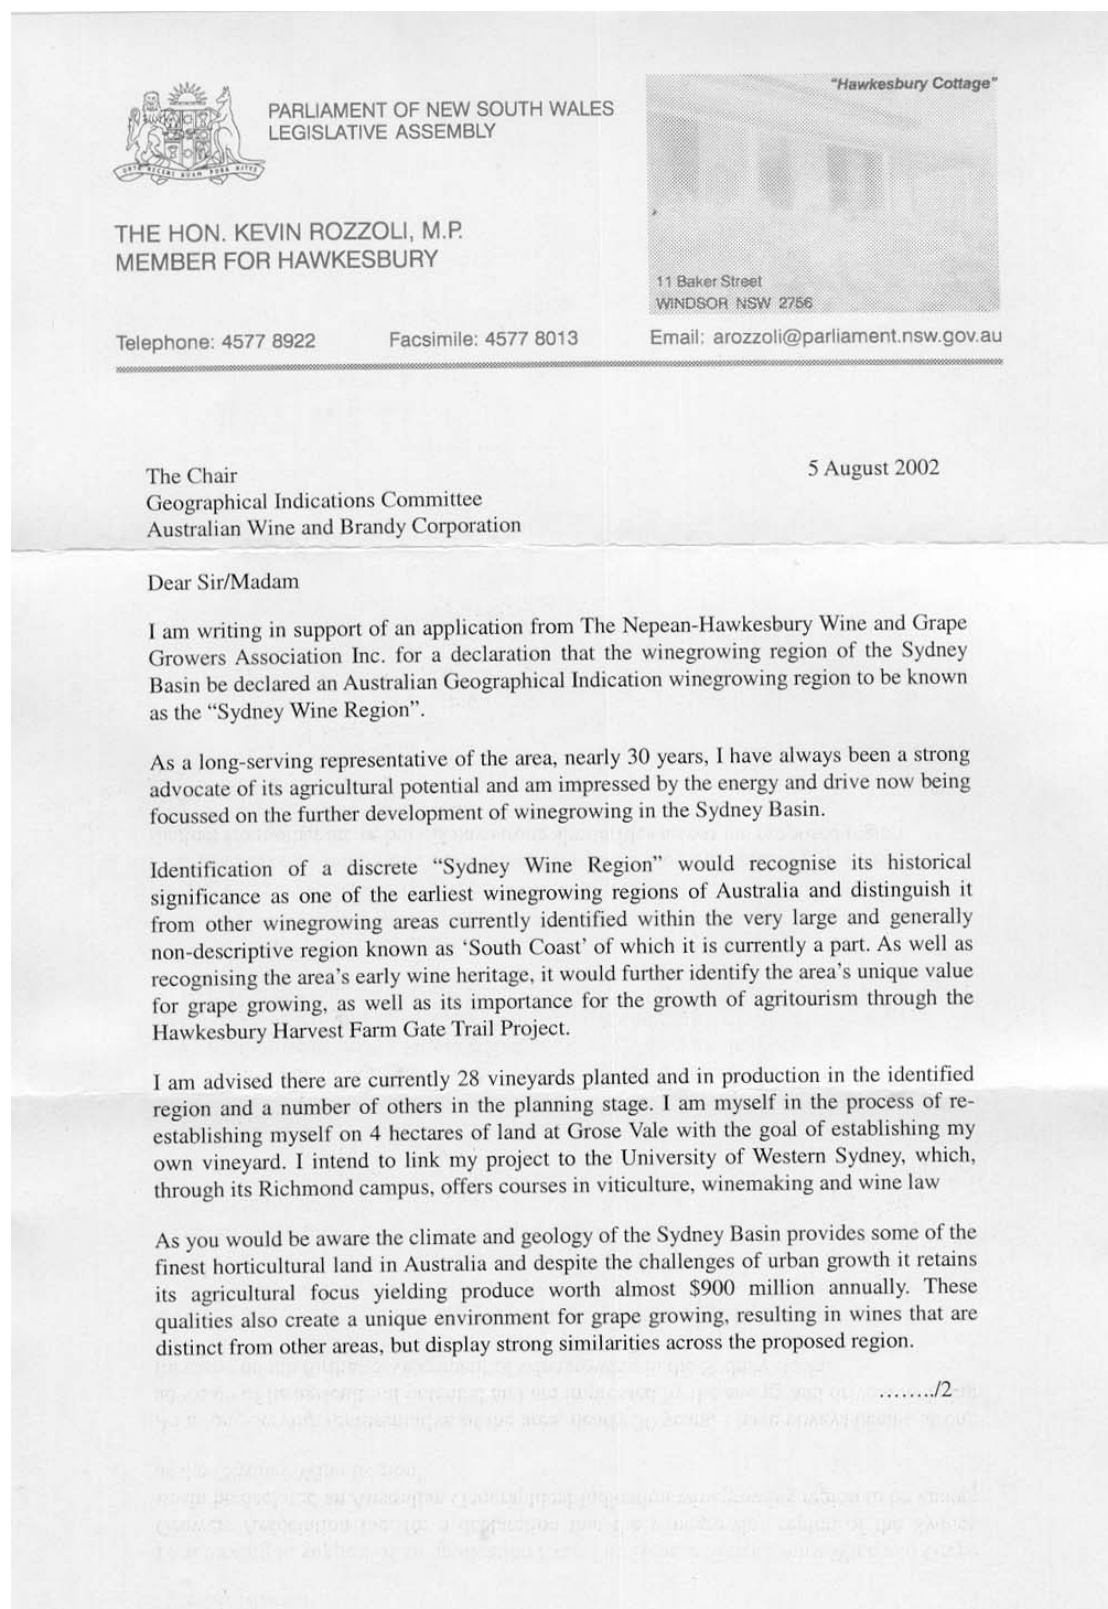 "Hawkesbury Cottage"
PARLIAMENT OF NEW SOUTH WALES
LEGISLATIVE ASSEMBLY
THE HON. KEVIN ROZZOLI, M.P.
MEMBER FOR HAWKESBURY
11 Baker Street
WINDSOR NSW 2756
Telephone: 4577 8922 Facsimile: 4577 8013 Email: arozzoli@parliament.nsw.gov.au
The Chair 5 August 2002
Geographical Indications Committee
Australian Wine and Brandy Corporation
Dear Sir/Madam
I am writing in support of an application from The Nepean-Hawkesbury Wine and Grape
Growers Association Inc. for a declaration that the winegrowing region of the Sydney
Basin be declared an Australian Geographical Indication winegrowing region to be known
as the “Sydney Wine Region”.
As a long-serving representative of the area, nearly 30 years, I have always been a strong
advocate of its agricultural potential and am impressed by the energy and drive now being
focussed on the further development of winegrowing in the Sydney Basin.
Identification of a discrete “Sydney Wine Region” would recognise its historical
significance as one of the earliest winegrowing regions of Australia and distinguish it
from other winegrowing areas currently identified within the very large and generally
non-descriptive region known as ‘South Coast’ of which it is currently a part. As well as
recognising the area’s early wine heritage, it would further identify the area’s unique value
for grape growing, as well as its importance for the growth of agritourism through the
Hawkesbury Harvest Farm Gate Trail Project.
I am advised there are currently 28 vineyards planted and in production in the identified
region and a number of others in the planning stage. I am myself in the process of re-
establishing myself on 4 hectares of land at Grose Vale with the goal of establishing my
own vineyard. I intend to link my project to the University of Western Sydney, which,
through its Richmond campus, offers courses in viticulture, winemaking and wine law
As you would be aware the climate and geology of the Sydney Basin provides some of the
finest horticultural land in Australia and despite the challenges of urban growth it retains
its agricultural focus yielding produce worth almost $900 million annually. These
qualities also create a unique environment for grape growing, resulting in wines that are
distinct from other areas, but display strong similarities across the proposed region.
......../2